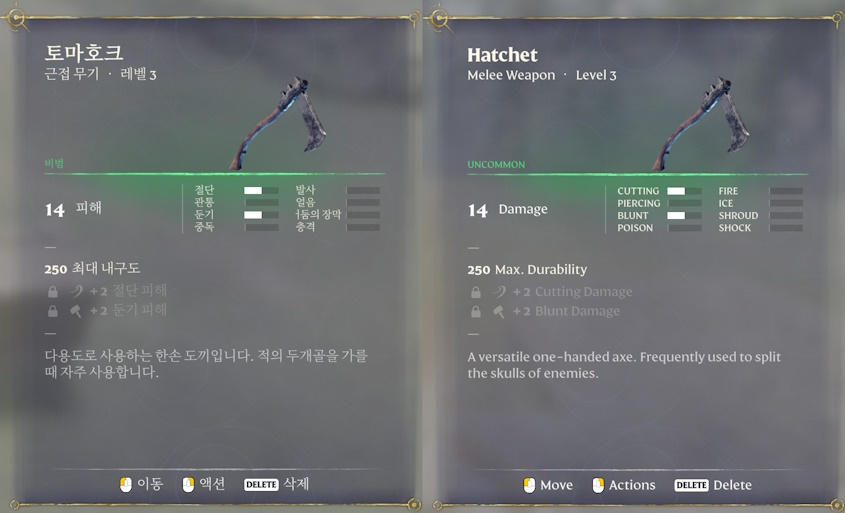 토마호크
근접 무기 · 레벨 3
비범
14 피해
절단
관통
둔기
중독
발사
얼음
어둠의 장막
충격
250 최대 내구도
+2 절단 피해
+2 둔기 피해
다용도로 사용하는 한손 도끼입니다. 적의 두개골을 가를
때 자주 사용합니다.
이동
액션
DELETE 삭제
Hatchet
Melee Weapon · Level 3
UNCOMMON
14 Damage
CUTTING
PIERCING
BLUNT
POISON
FIRE
ICE
SHROUD
SHOCK
250 Max. Durability
+2 Cutting Damage
+2 Blunt Damage
A versatile one-handed axe. Frequently used to split
the skulls of enemies.
Move
Actions
DELETE Delete